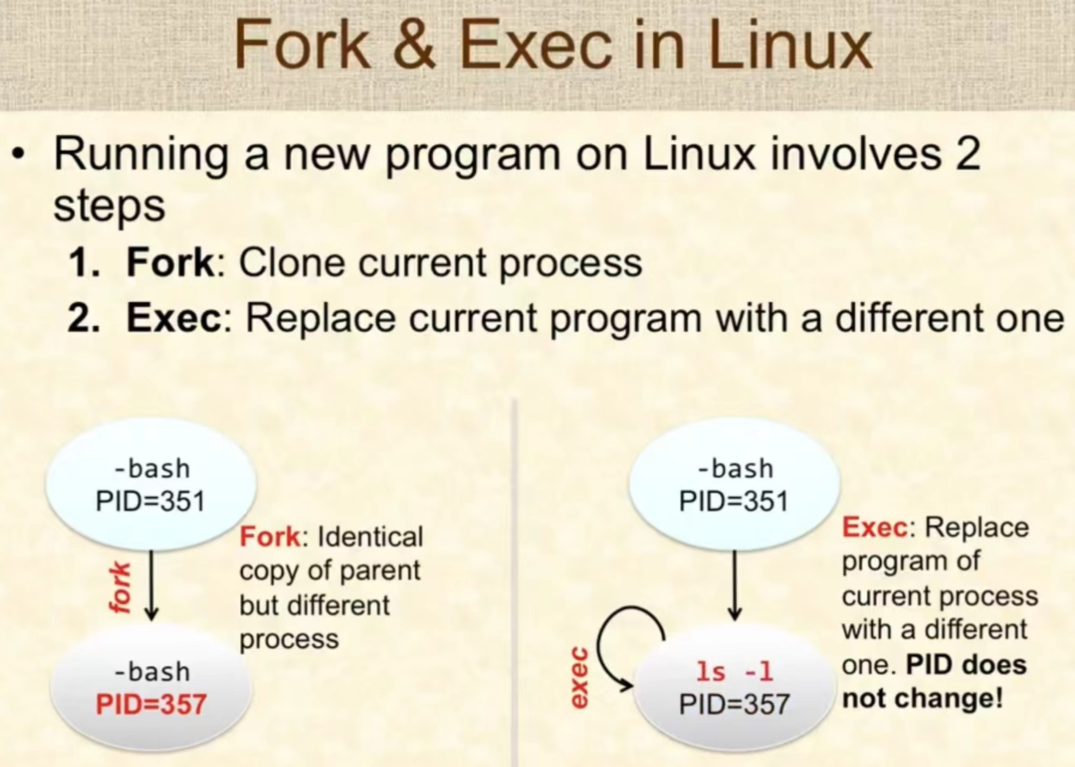 Fork & Exec in Linux
• Running a new program on Linux involves 2
steps
1. Fork: Clone current process
2. Exec: Replace current program with a different one
-bash
PID=351
fork
Fork: Identical
copy of parent
but different
process
-bash
PID=357
-bash
PID=351
exec
ls -l
PID=357
Exec: Replace
program of
current process
with a different
one. PID does
not change!